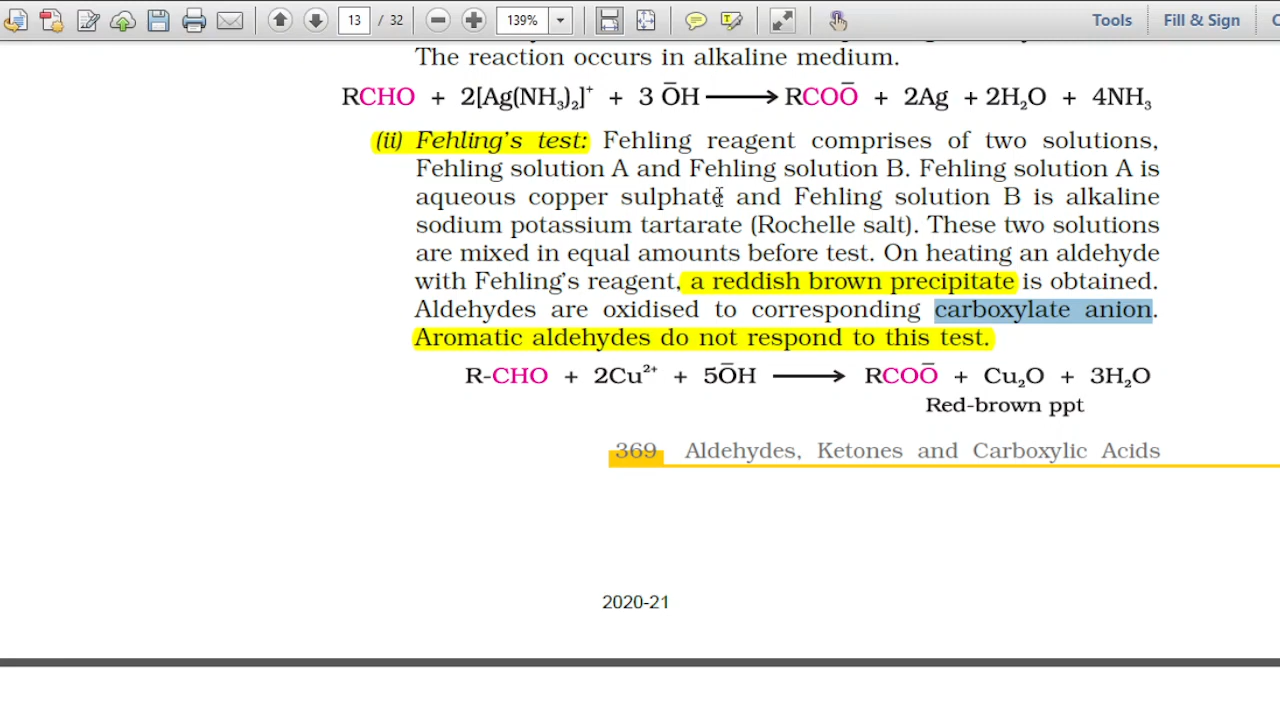 13 / 32 139% Tools Fill & Sign C
The reaction occurs in alkaline medium.
RCHO + 2[Ag(NH₃)₂]⁺ + 3 O̅H ⟶ RCOO̅ + 2Ag + 2H₂O + 4NH₃
(ii) Fehling's test: Fehling reagent comprises of two solutions,
Fehling solution A and Fehling solution B. Fehling solution A is
aqueous copper sulphate and Fehling solution B is alkaline
sodium potassium tartarate (Rochelle salt). These two solutions
are mixed in equal amounts before test. On heating an aldehyde
with Fehling's reagent, a reddish brown precipitate is obtained.
Aldehydes are oxidised to corresponding carboxylate anion.
Aromatic aldehydes do not respond to this test.
R-CHO + 2Cu²⁺ + 5O̅H ⟶ RCOO̅ + Cu₂O + 3H₂O
Red-brown ppt
369 Aldehydes, Ketones and Carboxylic Acids
2020-21